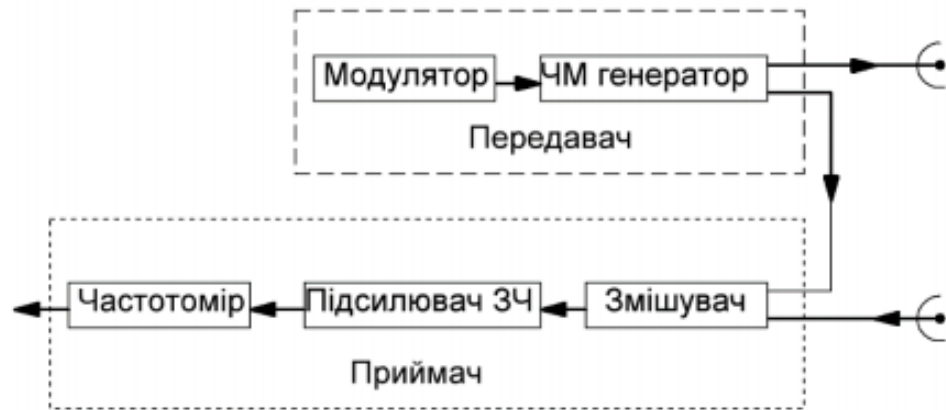 Модулятор
ЧМ генератор
Передавач
Частотомір
Підсилювач ЗЧ
Змішувач
Приймач